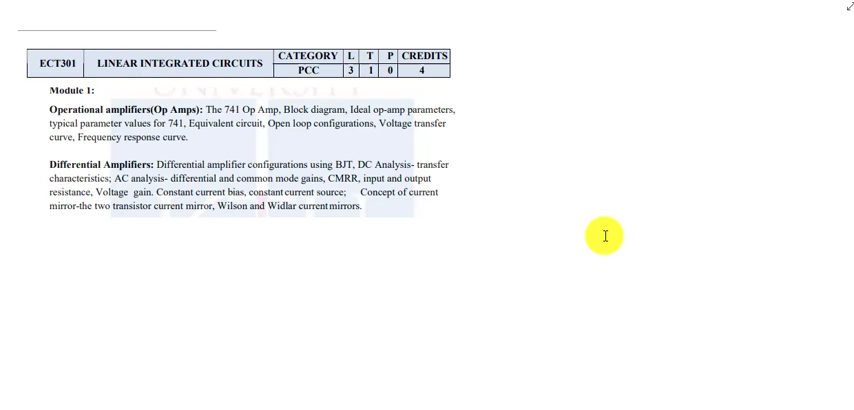 ECT301 LINEAR INTEGRATED CIRCUITS CATEGORY L T P CREDITS
PCC 3 1 0 4
Module 1:
Operational amplifiers(Op Amps): The 741 Op Amp, Block diagram, Ideal op-amp parameters,
typical parameter values for 741, Equivalent circuit, Open loop configurations, Voltage transfer
curve, Frequency response curve.
Differential Amplifiers: Differential amplifier configurations using BJT, DC Analysis- transfer
characteristics; AC analysis- differential and common mode gains, CMRR, input and output
resistance, Voltage gain. Constant current bias, constant current source; Concept of current
mirror-the two transistor current mirror, Wilson and Widlar current mirrors.